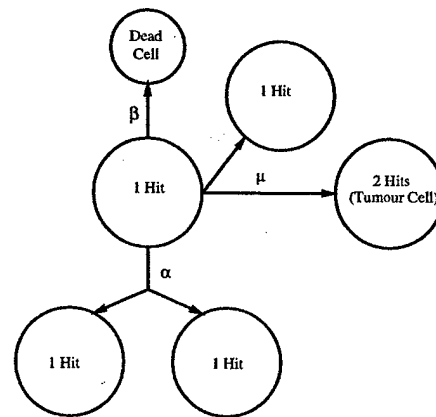 Dead
Cell
β
1 Hit
1 Hit
μ
2 Hits
(Tumour Cell)
α
1 Hit
1 Hit